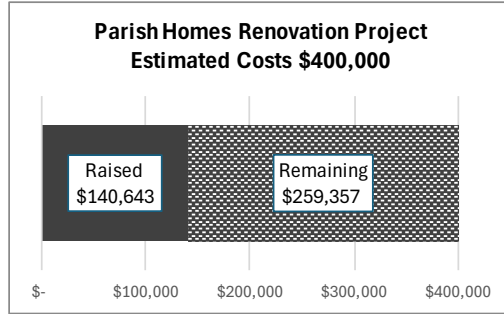 Parish Homes Renovation Project
Estimated Costs $400,000
Raised
$140,643
Remaining
$259,357
$- $100,000 $200,000 $300,000 $400,000